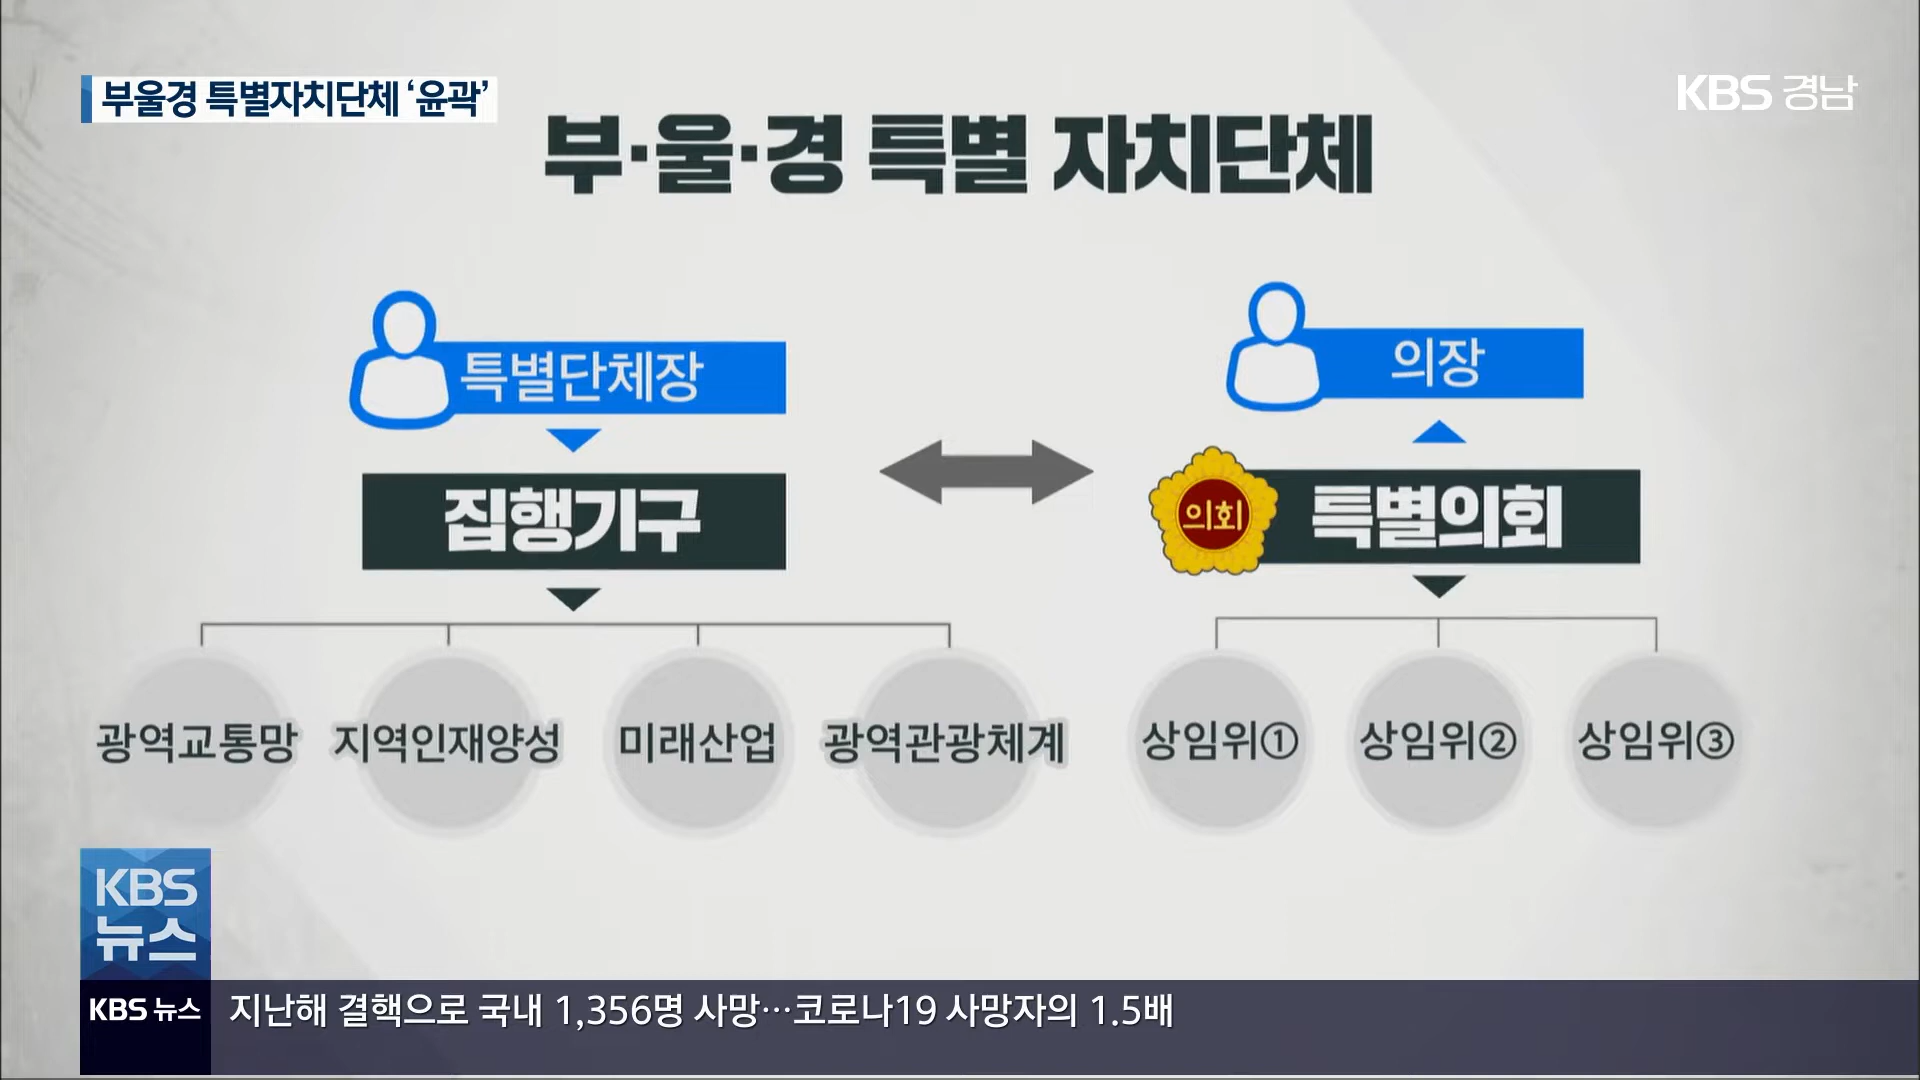 부울경 특별자치단체 ‘윤곽’
KBS 경남
부·울·경 특별 자치단체
특별단체장
의장
집행기구
의회
특별의회
광역교통망
지역인재양성
미래산업
광역관광체계
상임위①
상임위②
상임위③
KBS
뉴스
KBS 뉴스
지난해 결핵으로 국내 1,356명 사망…코로나19 사망자의 1.5배